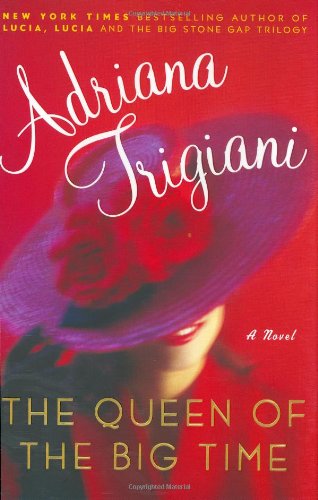 NEW YORK TIMES BESTSELLING AUTHOR OF
LUCIA, LUCIA AND THE BIG STONE GAP TRILOGY
Adriana
Trigiani
A Novel
THE QUEEN OF
THE BIG TIME